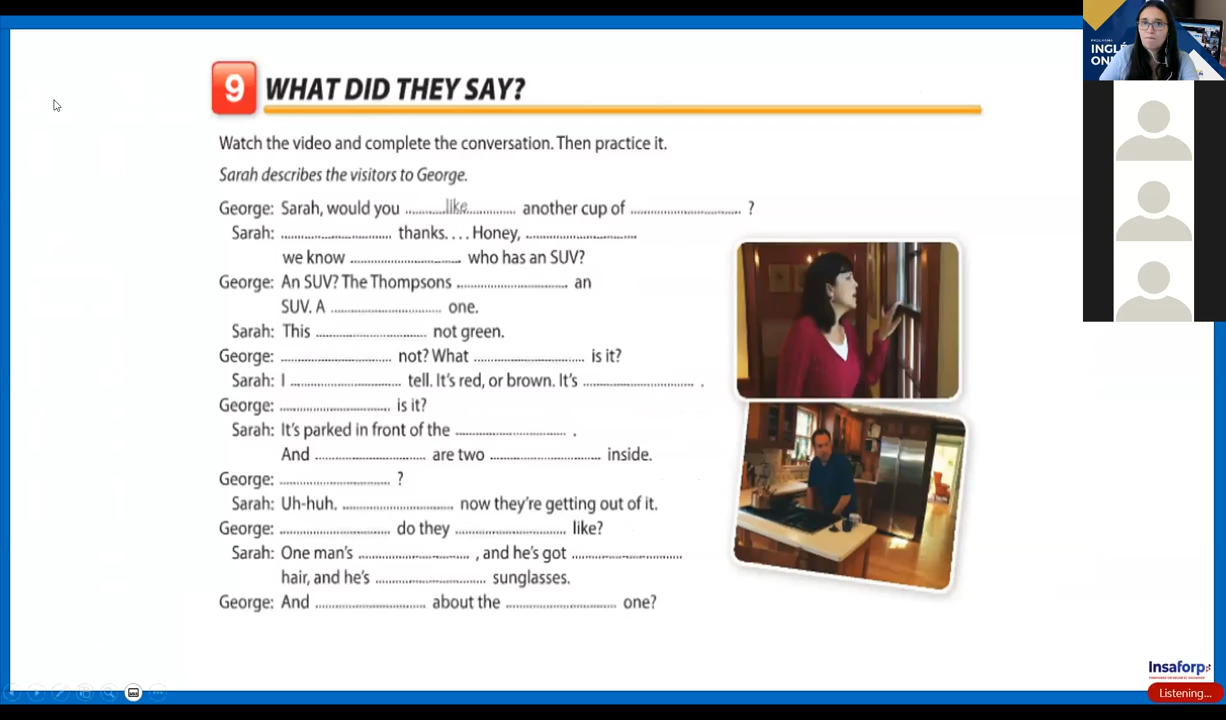 PROGRAMA
INGLÉ
ONL
9 WHAT DID THEY SAY?
Watch the video and complete the conversation. Then practice it.
Sarah describes the visitors to George.
George: Sarah, would you ........like........ another cup of .................... ?
Sarah: .................... thanks. . . . Honey, ....................
we know .................... who has an SUV?
George: An SUV? The Thompsons .................... an
SUV. A .................... one.
Sarah: This .................... not green.
George: .................... not? What .................... is it?
Sarah: I .................... tell. It's red, or brown. It's .................... .
George: .................... is it?
Sarah: It's parked in front of the .................... .
And .................... are two .................... inside.
George: .................... ?
Sarah: Uh-huh. .................... now they're getting out of it.
George: .................... do they .................... like?
Sarah: One man's .................... , and he's got ....................
hair, and he's .................... sunglasses.
George: And .................... about the .................... one?
Insaforp
Listening...